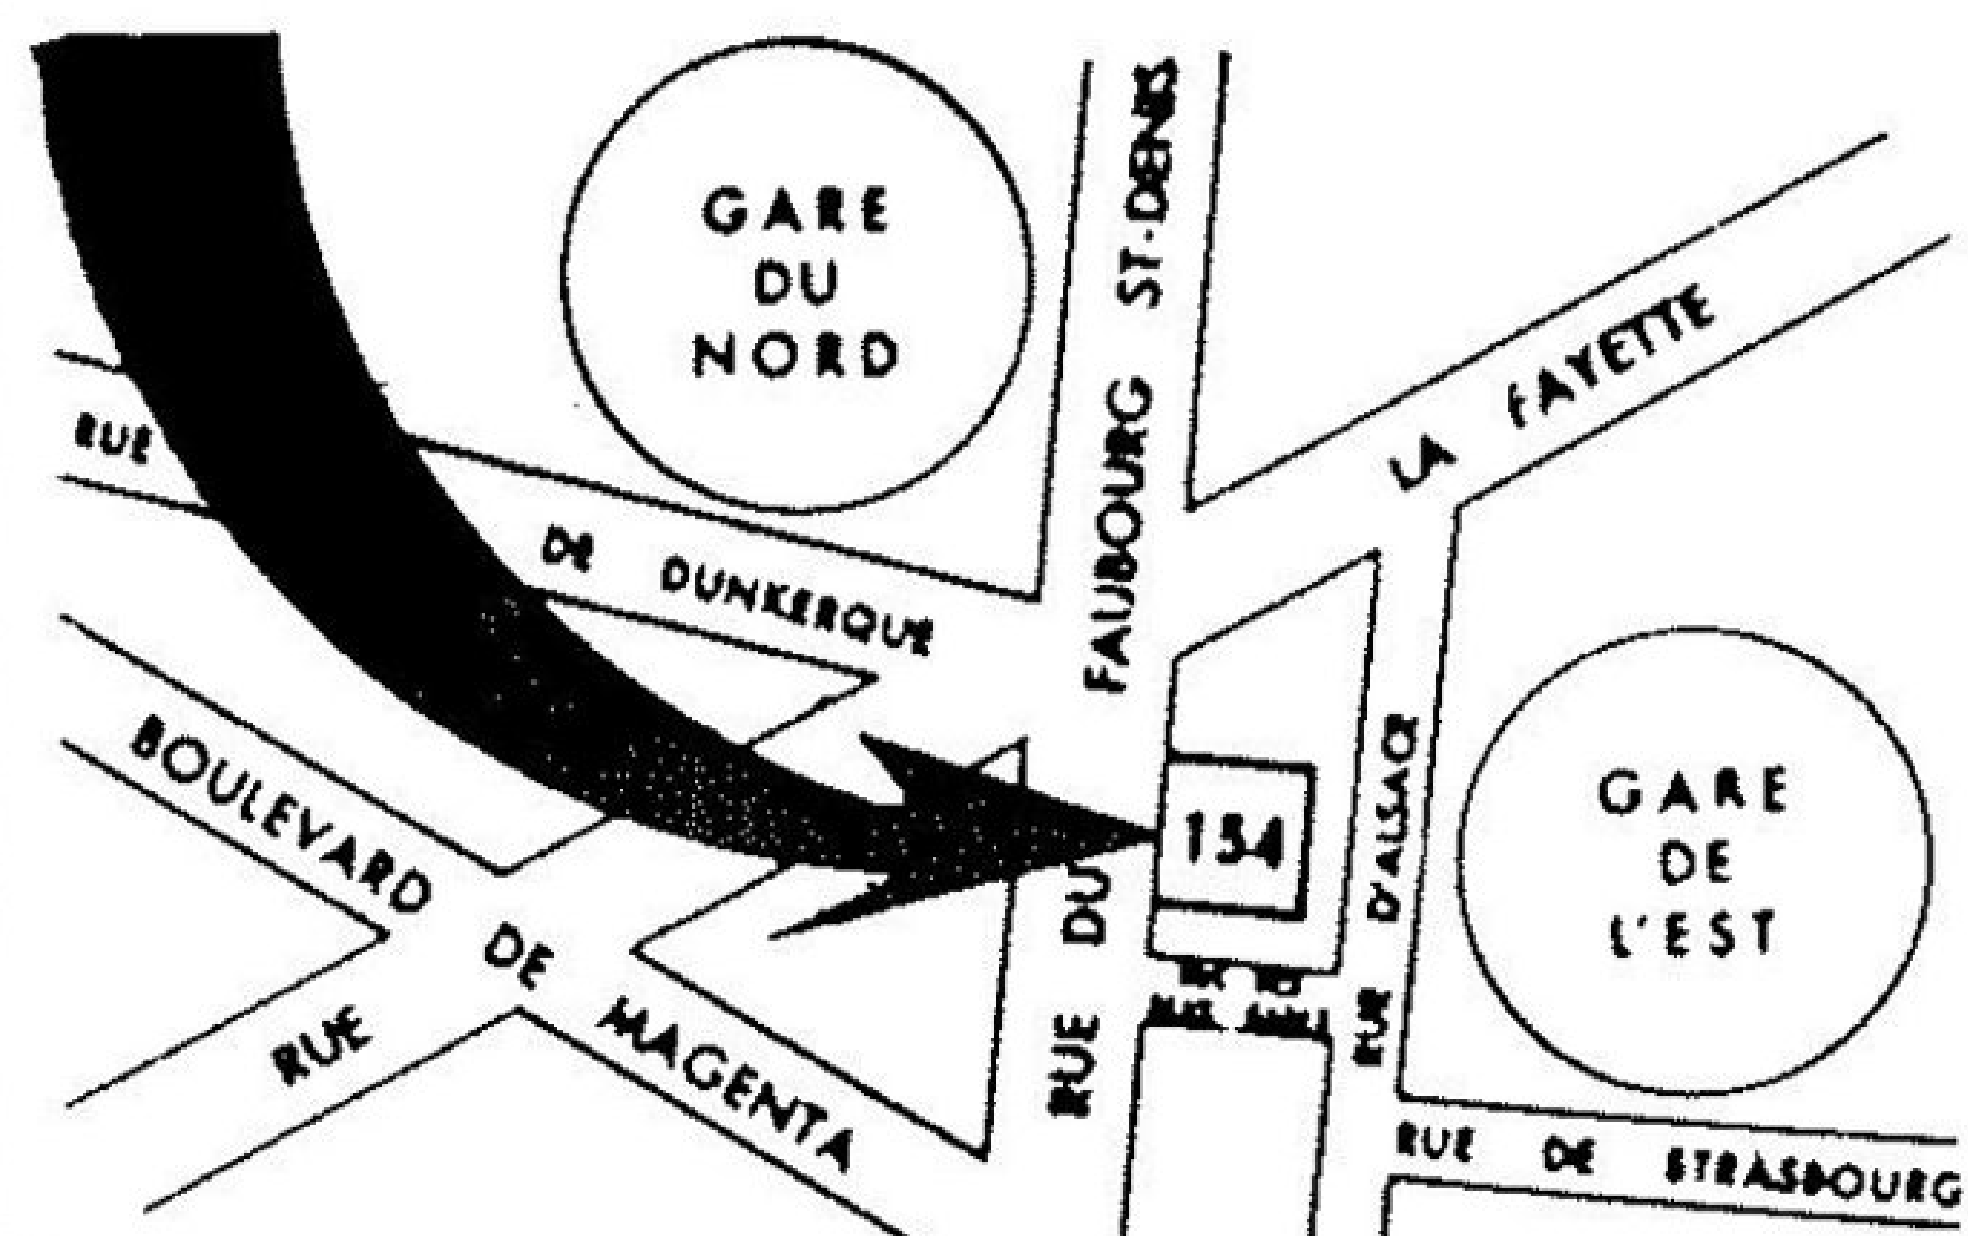 GARE
DU
NORD
RUE DU FAUBOURG ST-DENIS
RUE LA FAYETTE
RUE DE DUNKERQUE
BOULEVARD DE MAGENTA
154
RUE D'ALSACE
GARE
DE
L'EST
RUE DE STRASBOURG